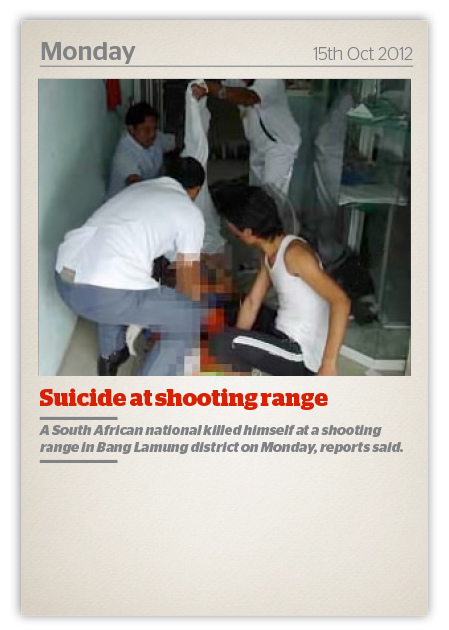 Monday 15th Oct 2012
Suicide at shooting range
A South African national killed himself at a shooting
range in Bang Lamung district on Monday, reports said.